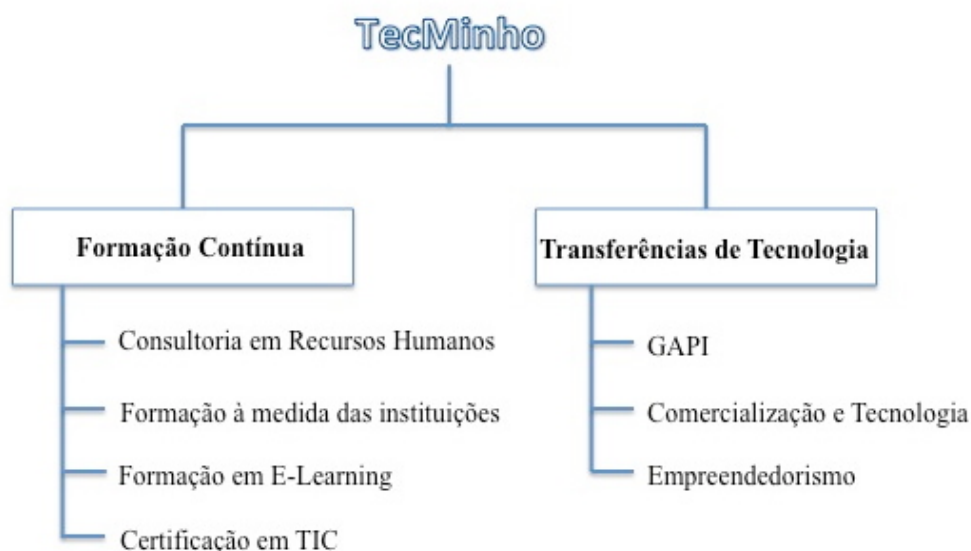 TecMinho
Formação Contínua
Consultoria em Recursos Humanos
Formação à medida das instituições
Formação em E-Learning
Certificação em TIC
Transferências de Tecnologia
GAPI
Comercialização e Tecnologia
Empreendedorismo